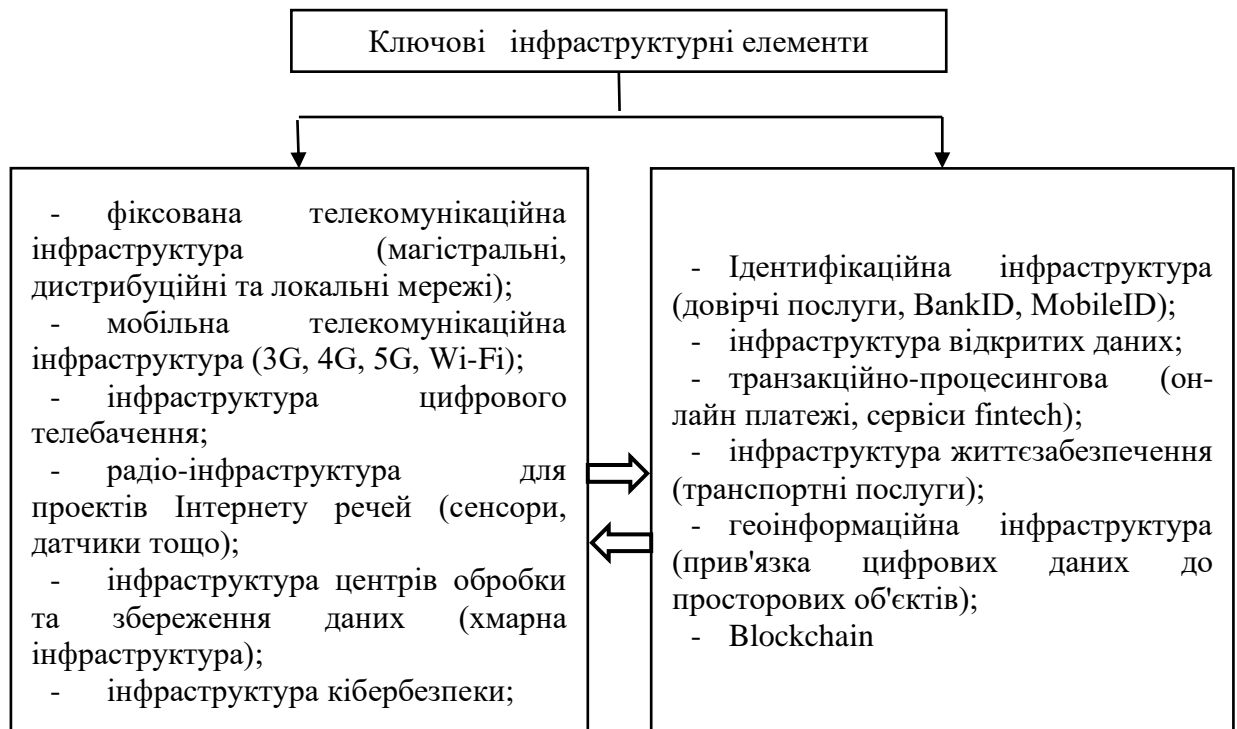 Ключові інфраструктурні елементи
- фіксована телекомунікаційна
інфраструктура (магістральні,
дистрибуційні та локальні мережі);
- мобільна телекомунікаційна
інфраструктура (3G, 4G, 5G, Wi-Fi);
- інфраструктура цифрового
телебачення;
- радіо-інфраструктура для
проектів Інтернету речей (сенсори,
датчики тощо);
- інфраструктура центрів обробки
та збереження даних (хмарна
інфраструктура);
- інфраструктура кібербезпеки;
- Ідентифікаційна інфраструктура
(довірчі послуги, BankID, MobileID);
- інфраструктура відкритих даних;
- транзакційно-процесингова (он-
лайн платежі, сервіси fintech);
- інфраструктура життєзабезпечення
(транспортні послуги);
- геоінформаційна інфраструктура
(прив'язка цифрових даних до
просторових об'єктів);
- Blockchain